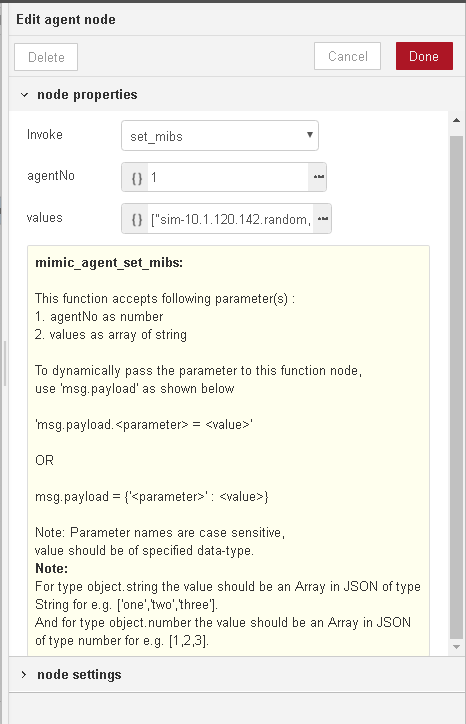 Edit agent node
Delete
Cancel
Done
node properties
Invoke
set_mibs
agentNo
{} 1
values
{} ["sim-10.1.120.142.random,
mimic_agent_set_mibs:
This function accepts following parameter(s) :
1. agentNo as number
2. values as array of string
To dynamically pass the parameter to this function node,
use 'msg.payload' as shown below
'msg.payload.<parameter> = <value>'
OR
msg.payload = {'<parameter>' : <value>}
Note: Parameter names are case sensitive,
value should be of specified data-type.
Note:
For type object.string the value should be an Array in JSON of type
String for e.g. ['one','two','three'].
And for type object.number the value should be an Array in JSON
of type number for e.g. [1,2,3].
node settings